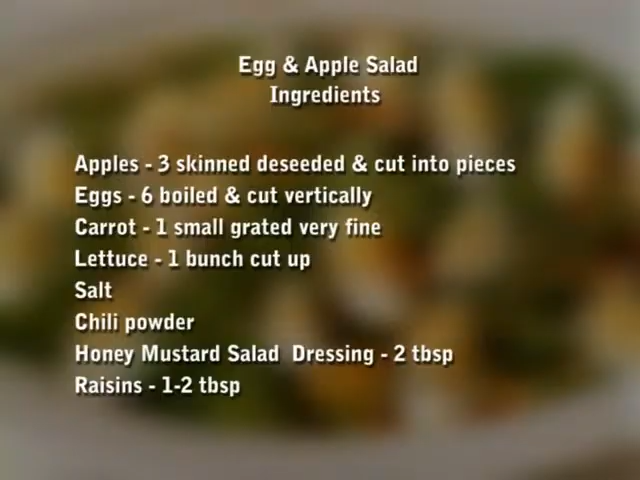 Egg & Apple Salad
Ingredients
Apples - 3 skinned deseeded & cut into pieces
Eggs - 6 boiled & cut vertically
Carrot - 1 small grated very fine
Lettuce - 1 bunch cut up
Salt
Chili powder
Honey Mustard Salad  Dressing - 2 tbsp
Raisins - 1-2 tbsp